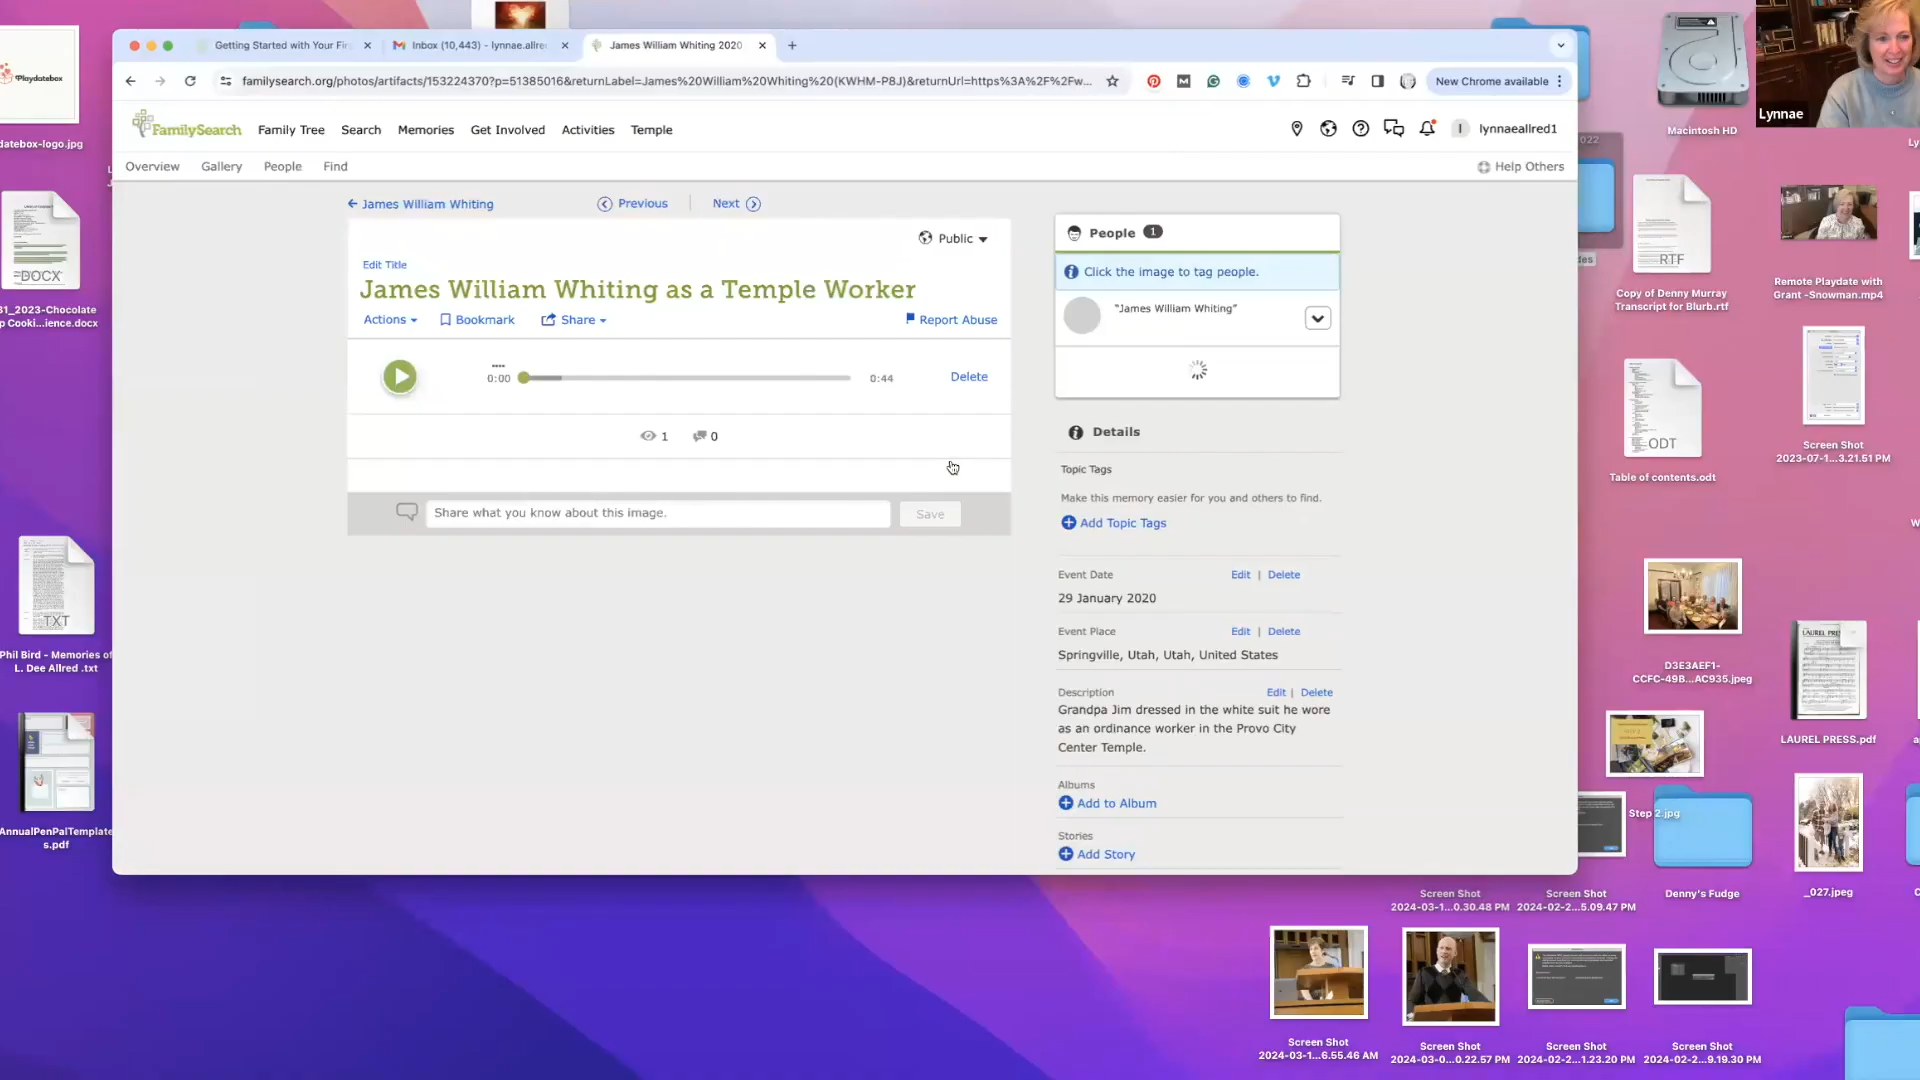 Getting Started with Your Fir
Inbox (10,443) - lynnae.allre
James William Whiting 2020
familysearch.org/photos/artifacts/153224370?p=51385016&returnLabel=James%20William%20Whiting%20(KWHM-P8J)&returnUrl=https%3A%2F%2Fw...
New Chrome available
Lynnae
FamilySearch
Family Tree
Search
Memories
Get Involved
Activities
Temple
lynnaeallred1
Overview
Gallery
People
Find
Help Others
James William Whiting
Previous
Next
Public
Edit Title
James William Whiting as a Temple Worker
Actions
Bookmark
Share
Report Abuse
0:00
0:44
Delete
1
0
Share what you know about this image.
Save
People 1
Click the image to tag people.
“James William Whiting”
Details
Topic Tags
Make this memory easier for you and others to find.
Add Topic Tags
Event Date
Edit | Delete
29 January 2020
Event Place
Edit | Delete
Springville, Utah, Utah, United States
Description
Edit | Delete
Grandpa Jim dressed in the white suit he wore
as an ordinance worker in the Provo City
Center Temple.
Albums
Add to Album
Stories
Add Story
Playdatebox
datebox-logo.jpg
DOCX
31_2023-Chocolate
p Cooki...ience.docx
TXT
Phil Bird - Memories of
L. Dee Allred .txt
AnnualPenPalTemplate
s.pdf
Macintosh HD
022
des
RTF
Copy of Denny Murray
Transcript for Blurb.rtf
Remote Playdate with
Grant -Snowman.mp4
ODT
Table of contents.odt
Screen Shot
2023-07-1...3.21.51 PM
D3E3AEF1-
CCFC-49B...AC935.jpeg
LAUREL PRESS.pdf
Step 2.jpg
Denny's Fudge
_027.jpeg
Screen Shot
2024-03-1...0.30.48 PM
Screen Shot
2024-02-2...5.09.47 PM
Screen Shot
2024-03-1...6.55.46 AM
Screen Shot
2024-03-0...0.22.57 PM
Screen Shot
2024-02-2...1.23.20 PM
Screen Shot
2024-02-2...9.19.30 PM